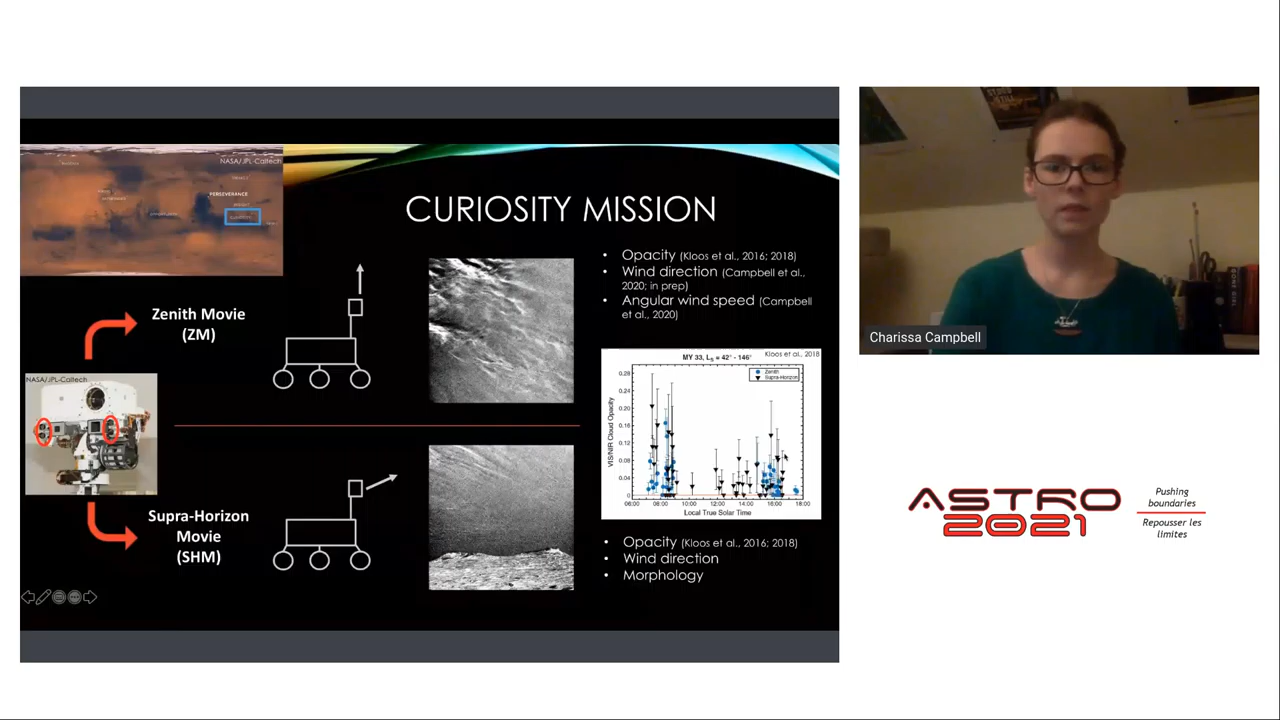 NASA/JPL-Caltech
PERSEVERANCE
CURIOSITY MISSION
• Opacity (Kloos et al., 2016; 2018)
• Wind direction (Campbell et al.,
2020; in prep)
• Angular wind speed (Campbell
et al., 2020)
Zenith Movie
(ZM)
NASA/JPL-Caltech
Supra-Horizon
Movie
(SHM)
MY 33, Ls = 42° - 146°
Kloos et al., 2018
Zenith
Supra-Horizon
VIS/NIR Cloud Opacity
0.28
0.24
0.20
0.16
0.12
0.08
0.04
0
06:00 08:00 10:00 12:00 14:00 16:00 18:00
Local True Solar Time
• Opacity (Kloos et al., 2016; 2018)
• Wind direction
• Morphology
Charissa Campbell
ASTRO
2021
Pushing
boundaries
Repousser les
limites